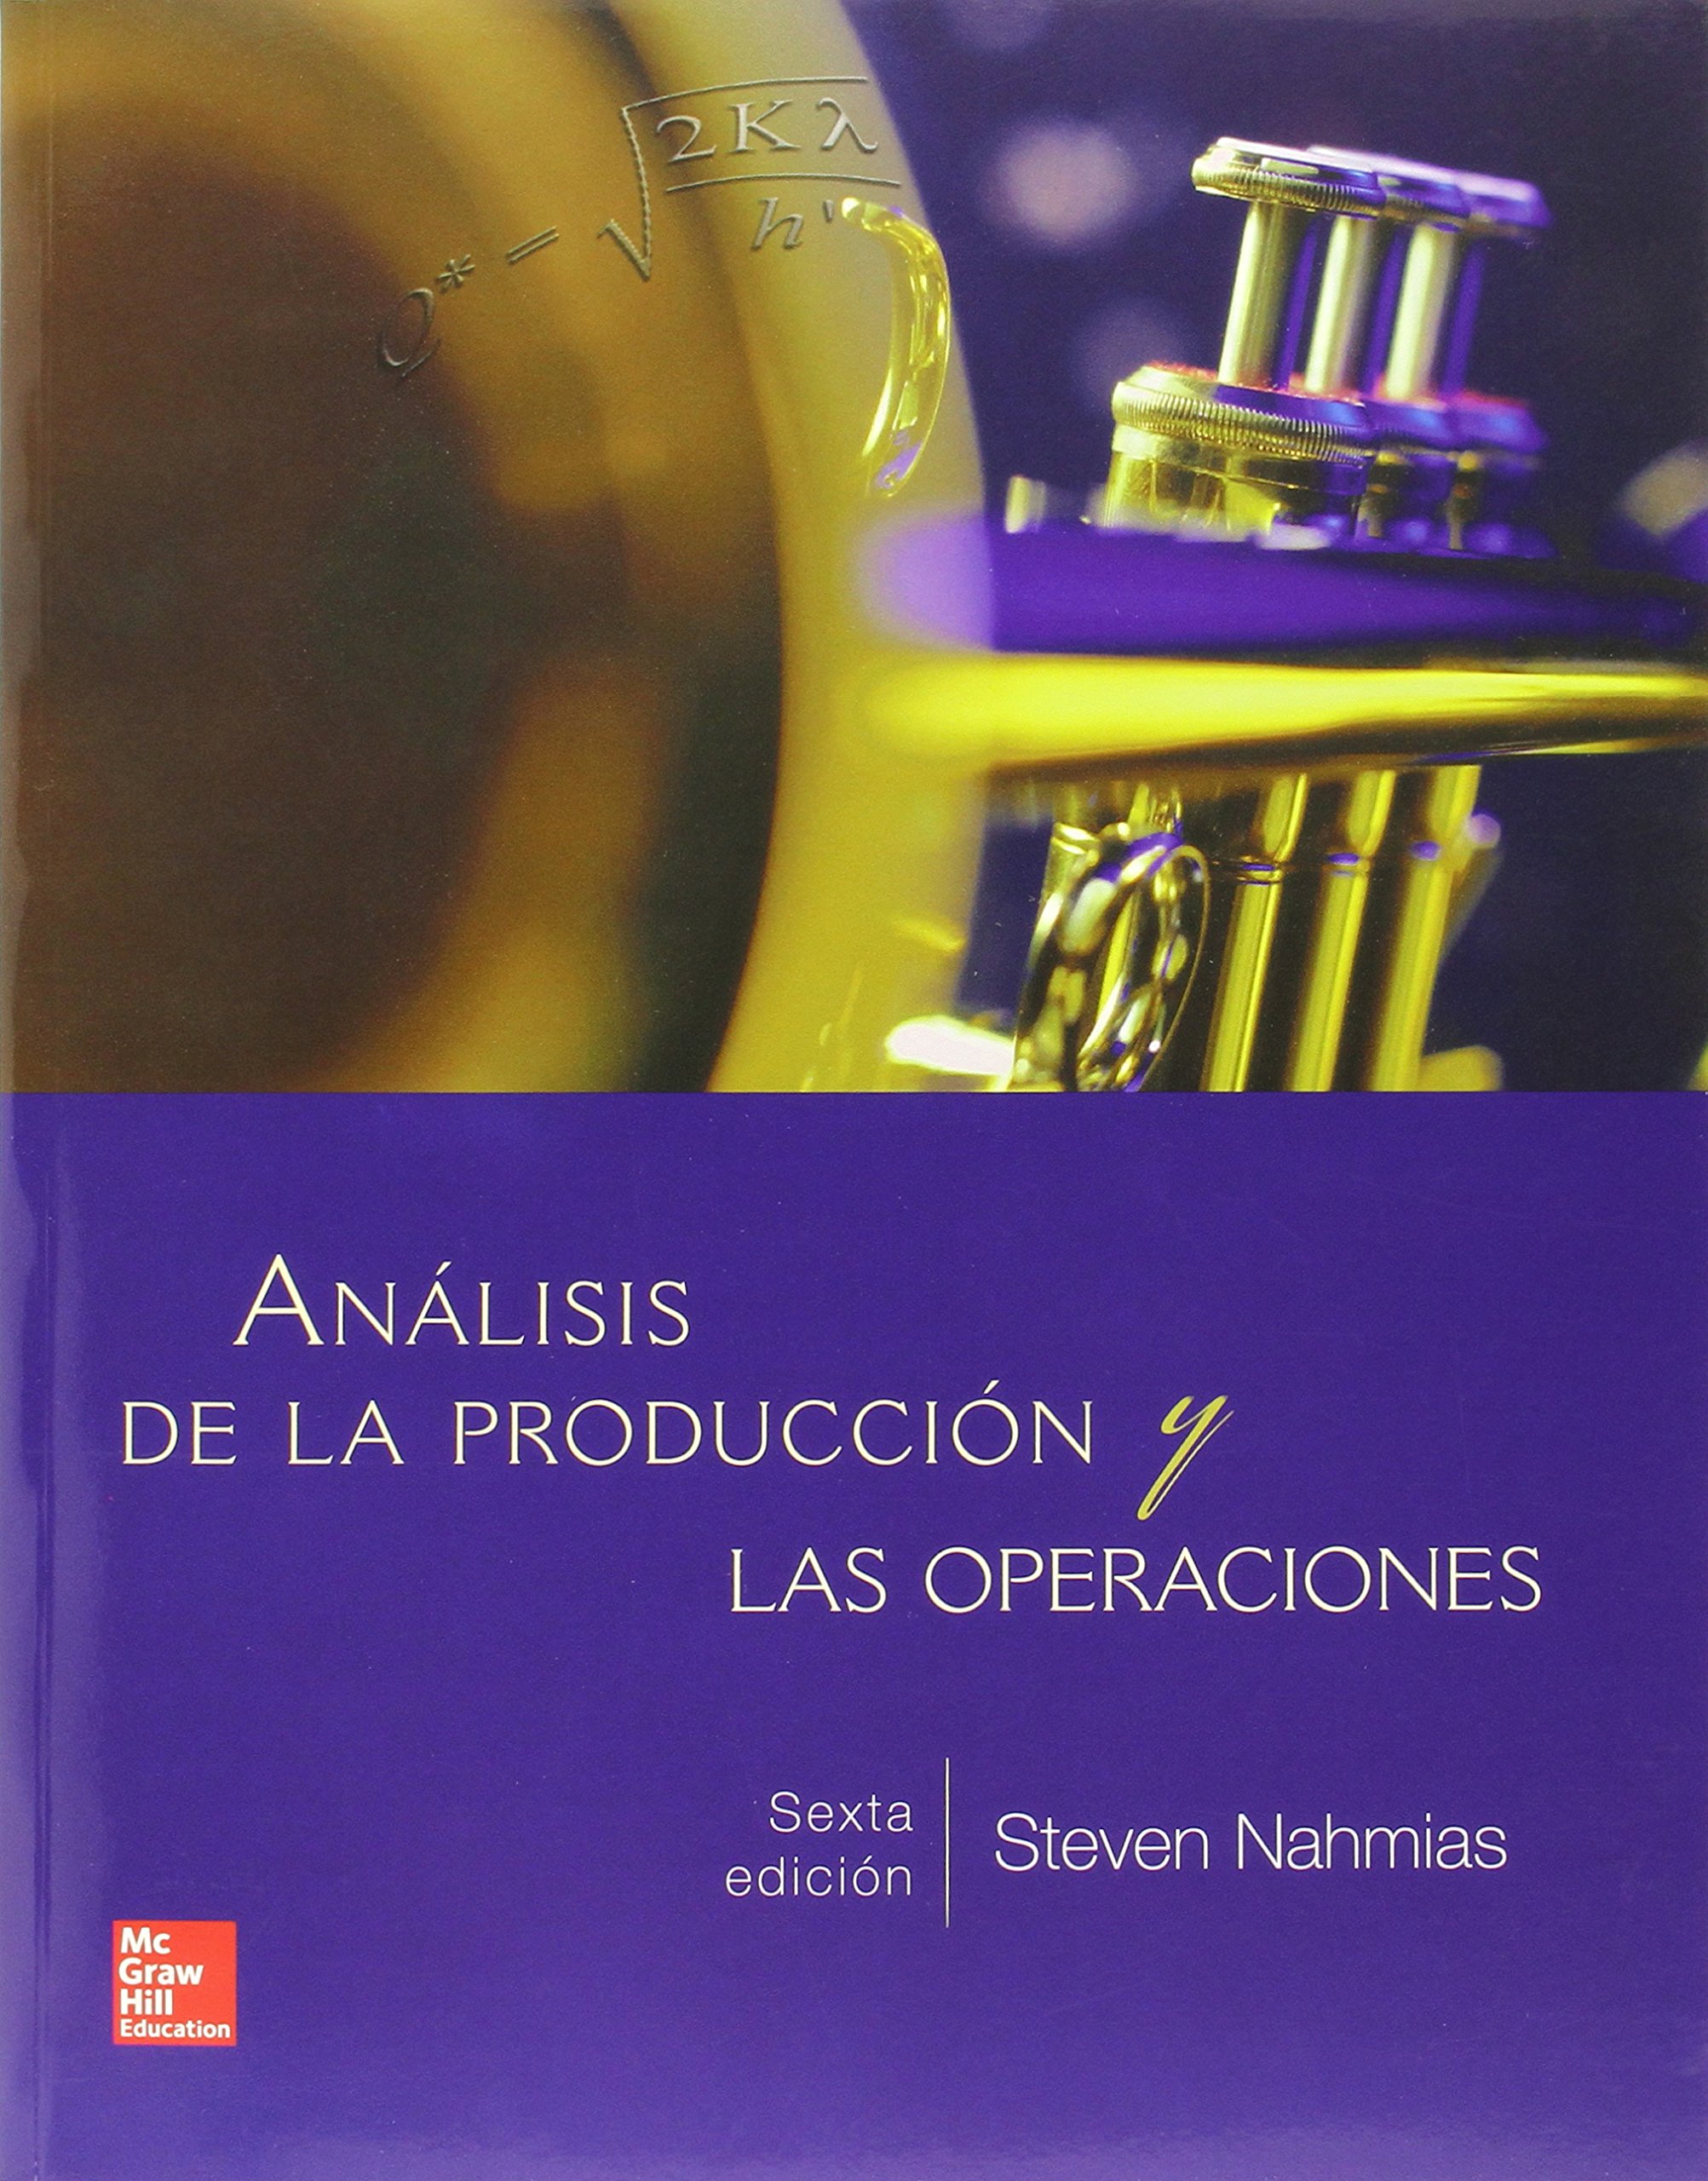 Q* = √2Kλ
h'
ANÁLISIS
DE LA PRODUCCIÓN y
LAS OPERACIONES
Sexta
edición
Steven Nahmias
Mc
Graw
Hill
Education